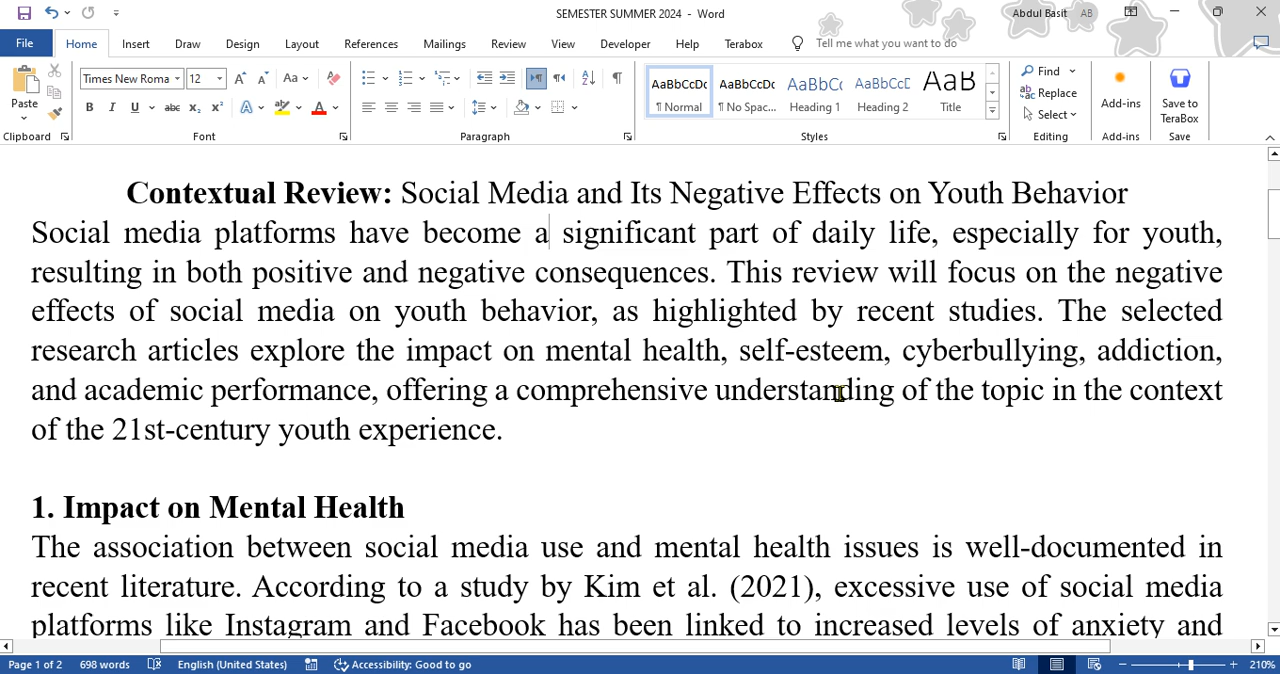 SEMESTER SUMMER 2024 - Word
Abdul Basit AB
File Home Insert Draw Design Layout References Mailings Review View Developer Help Terabox Tell me what you want to do
Paste
Clipboard
Times New Roma 12
Font
Paragraph
AaBbCcDc AaBbCcDc AaBbCc AaBbCcC AaB
¶ Normal ¶ No Spac... Heading 1 Heading 2 Title
Styles
Find
Replace
Select
Editing
Add-ins
Add-ins
Save to
TeraBox
Save
Contextual Review: Social Media and Its Negative Effects on Youth Behavior
Social media platforms have become a significant part of daily life, especially for youth,
resulting in both positive and negative consequences. This review will focus on the negative
effects of social media on youth behavior, as highlighted by recent studies. The selected
research articles explore the impact on mental health, self-esteem, cyberbullying, addiction,
and academic performance, offering a comprehensive understanding of the topic in the context
of the 21st-century youth experience.
1. Impact on Mental Health
The association between social media use and mental health issues is well-documented in
recent literature. According to a study by Kim et al. (2021), excessive use of social media
platforms like Instagram and Facebook has been linked to increased levels of anxiety and
Page 1 of 2 698 words English (United States) Accessibility: Good to go 210%